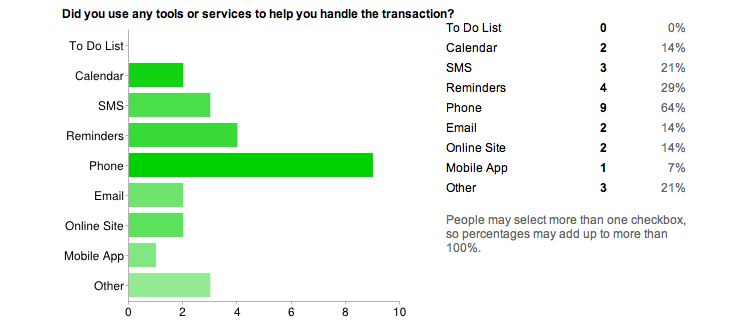 Did you use any tools or services to help you handle the transaction?
To Do List
Calendar
SMS
Reminders
Phone
Email
Online Site
Mobile App
Other
0 2 4 6 8 10
To Do List 0 0%
Calendar 2 14%
SMS 3 21%
Reminders 4 29%
Phone 9 64%
Email 2 14%
Online Site 2 14%
Mobile App 1 7%
Other 3 21%
People may select more than one checkbox,
so percentages may add up to more than
100%.